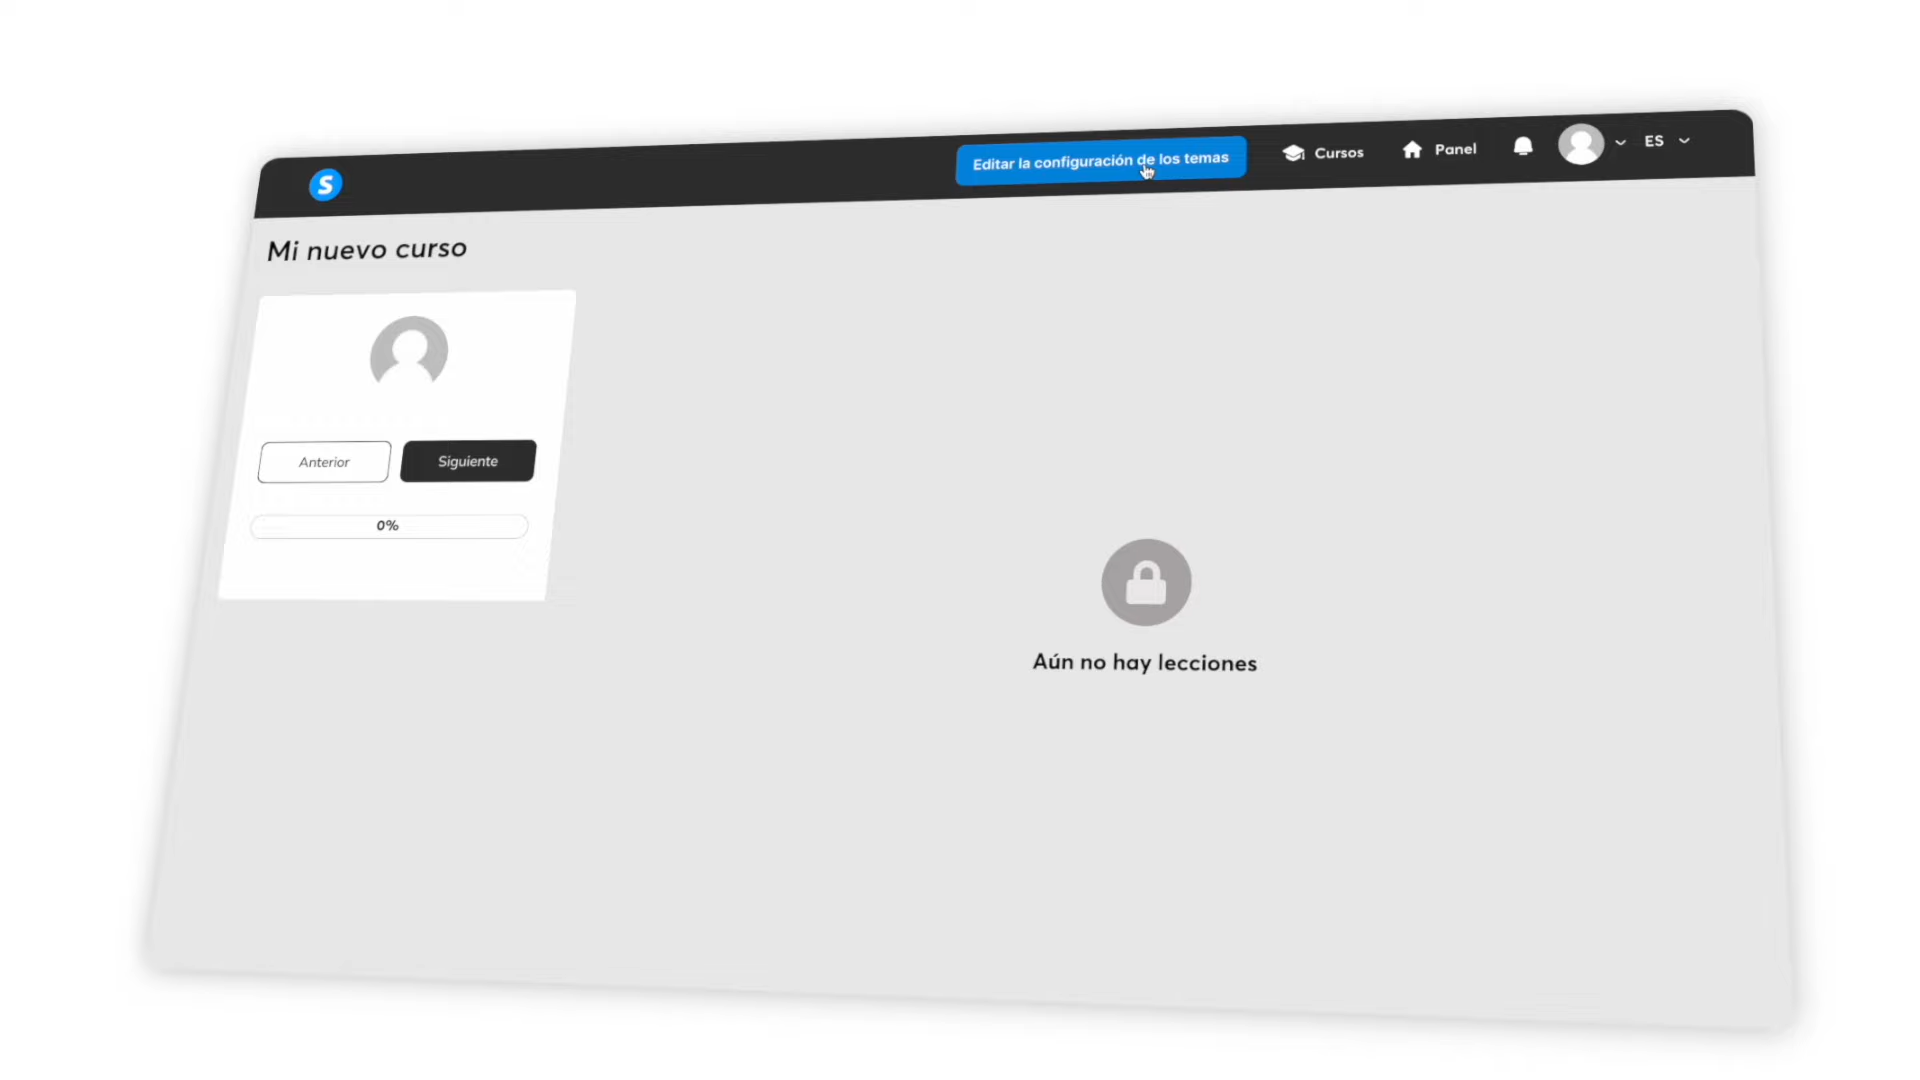 S
Editar la configuración de los temas
Cursos
Panel
ES
Mi nuevo curso
Anterior
Siguiente
0%
Aún no hay lecciones